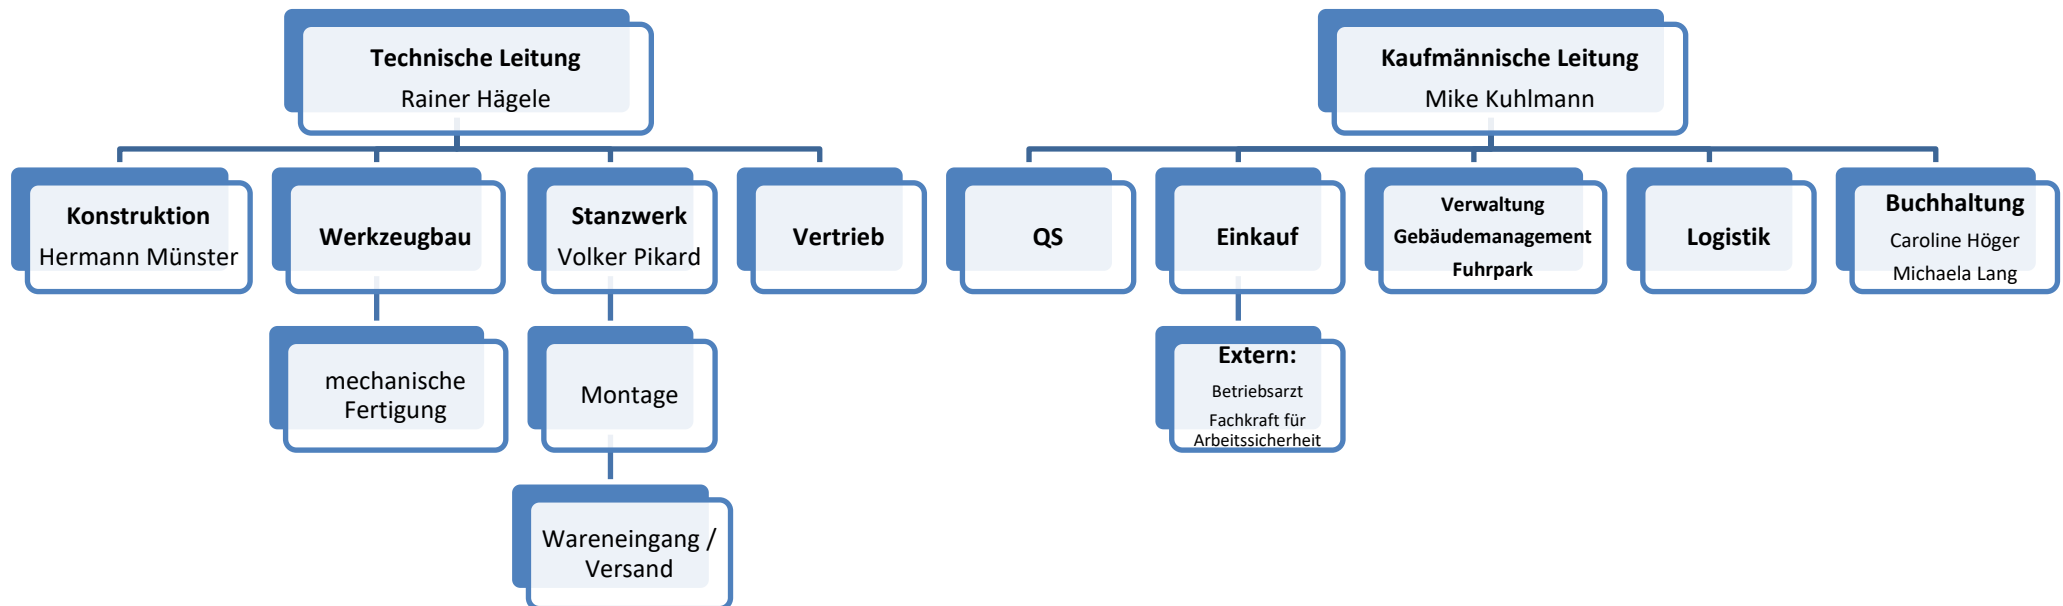 Technische Leitung
Rainer Hägele
Kaufmännische Leitung
Mike Kuhlmann
Konstruktion
Hermann Münster
Werkzeugbau
Stanzwerk
Volker Pikard
Vertrieb
QS
Einkauf
Verwaltung
Gebäudemanagement
Fuhrpark
Logistik
Buchhaltung
Caroline Höger
Michaela Lang
mechanische
Fertigung
Montage
Extern:
Betriebsarzt
Fachkraft für
Arbeitssicherheit
Wareneingang /
Versand